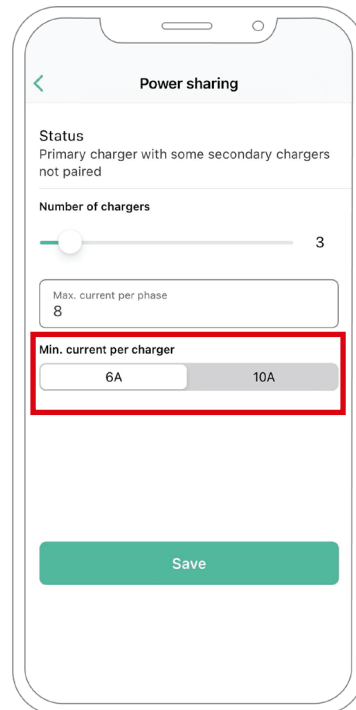 Power sharing
Status
Primary charger with some secondary chargers
not paired
Number of chargers
3
Max. current per phase
8
Min. current per charger
6A 10A
Save